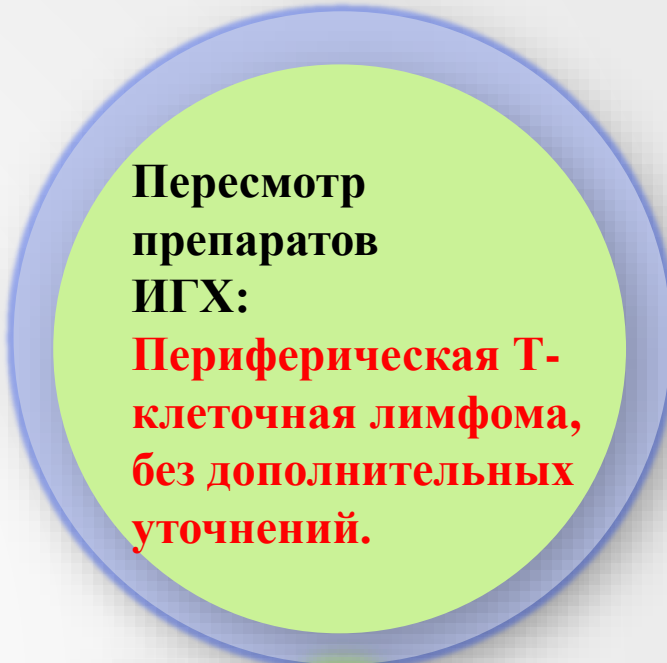 Пересмотр
препаратов
ИГХ:
Периферическая Т-
клеточная лимфома,
без дополнительных
уточнений.